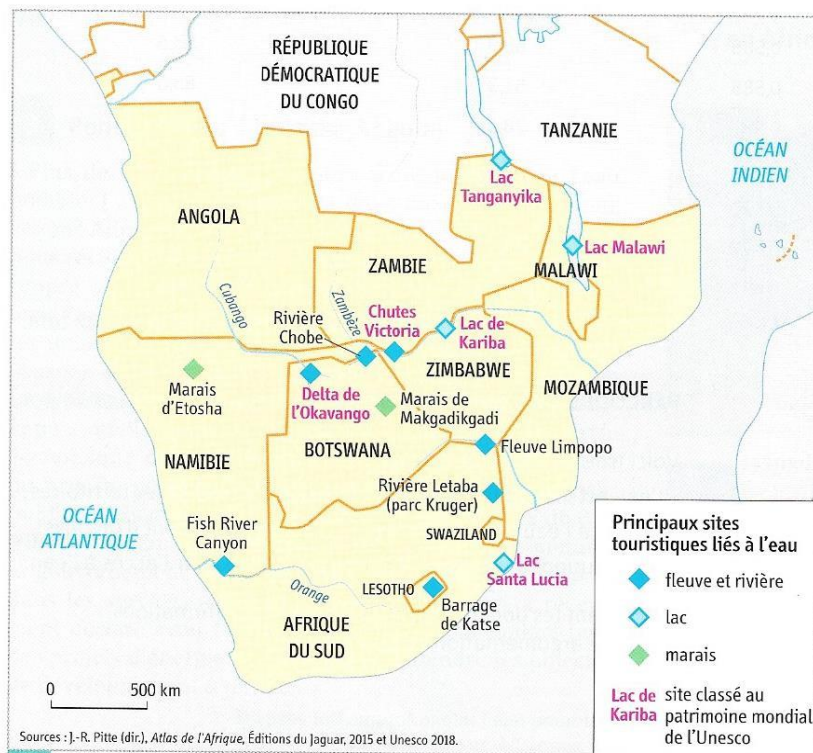 RÉPUBLIQUE
DÉMOCRATIQUE
DU CONGO
TANZANIE
OCÉAN
INDIEN
Lac
Tanganyika
ANGOLA
Lac Malawi
ZAMBIE
MALAWI
Cubango
Zambèze
Rivière
Chobe
Chutes
Victoria
Lac de
Kariba
ZIMBABWE
MOZAMBIQUE
Marais
d'Etosha
Delta de
l'Okavango
Marais de
Makgadikgadi
BOTSWANA
Fleuve Limpopo
NAMIBIE
Rivière Letaba
(parc Kruger)
OCÉAN
ATLANTIQUE
Fish River
Canyon
SWAZILAND
Lac
Santa Lucia
Orange
LESOTHO
Barrage
de Katse
AFRIQUE
DU SUD
0 500 km
Principaux sites
touristiques liés à l'eau
fleuve et rivière
lac
marais
Lac de
Kariba
site classé au
patrimoine mondial
de l'Unesco
Sources : J.-R. Pitte (dir.), Atlas de l'Afrique, Éditions du Jaguar, 2015 et Unesco 2018.